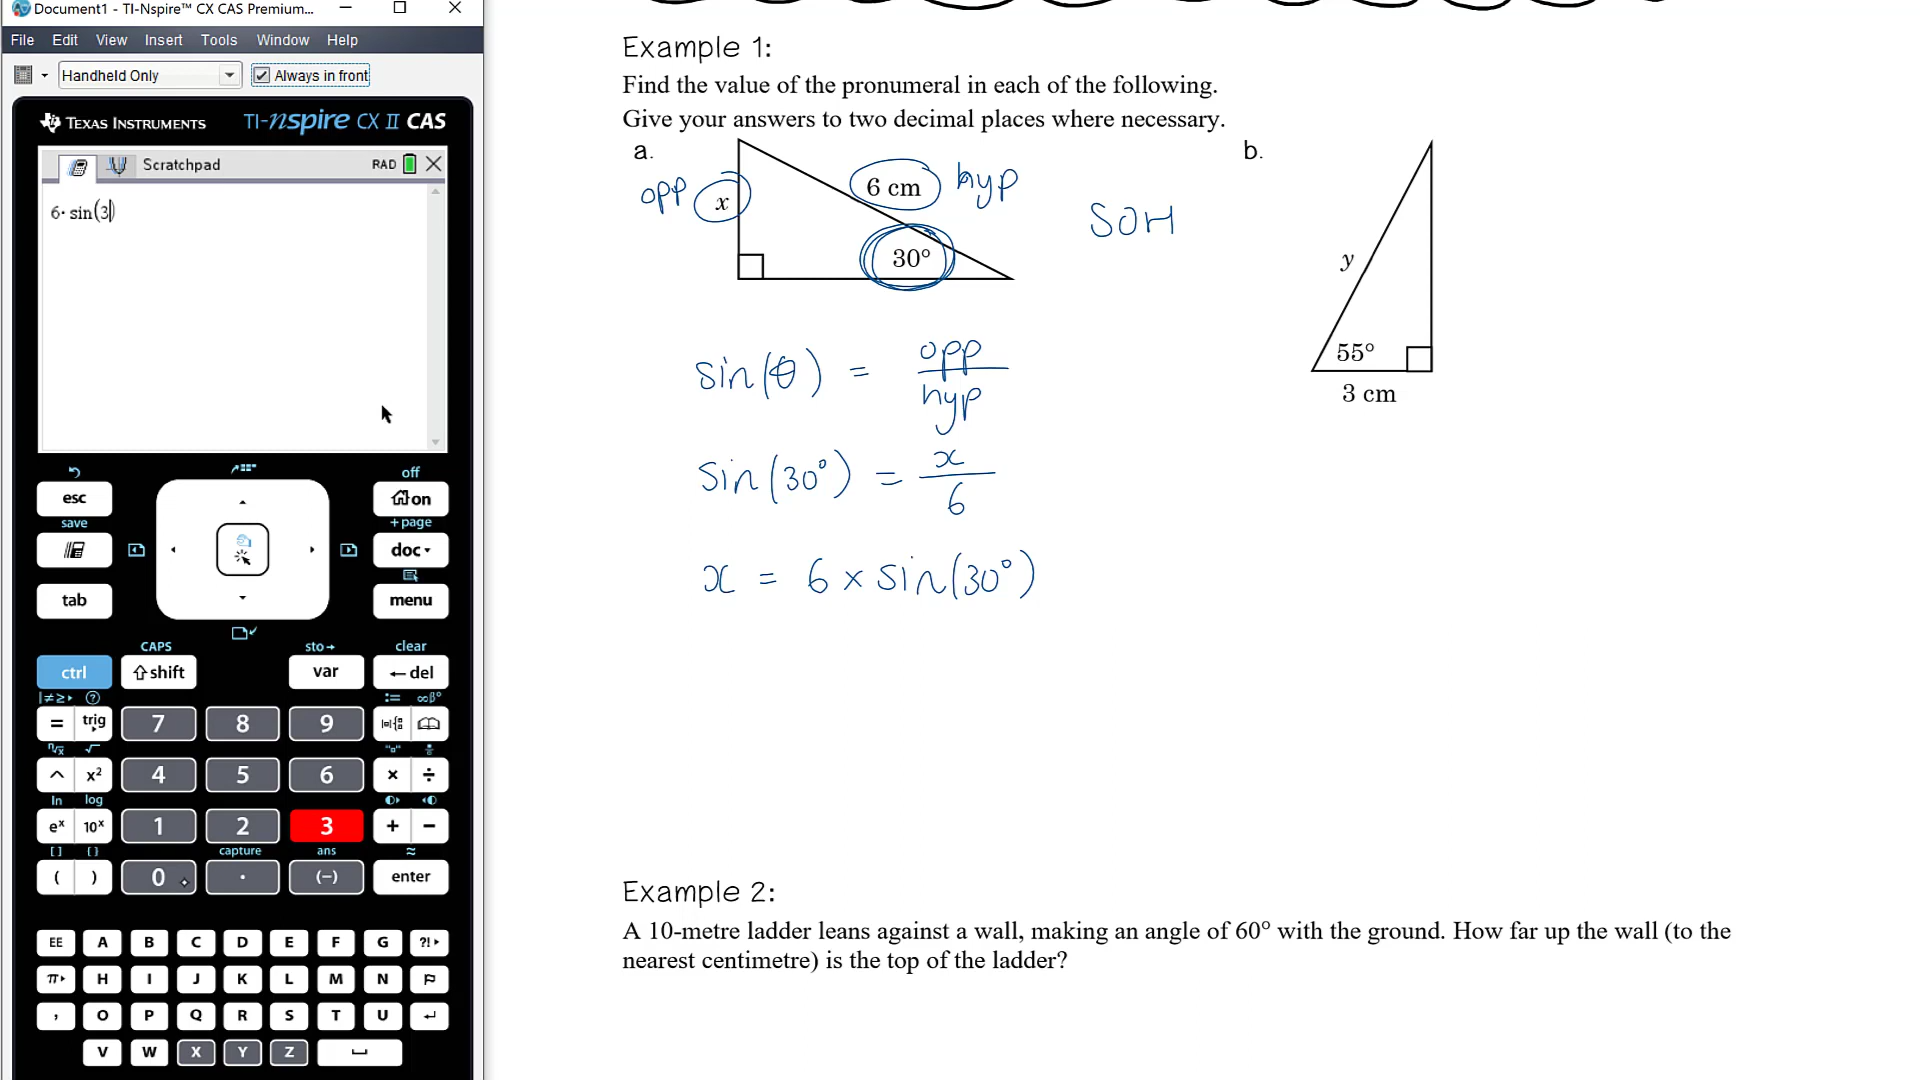 Document1 - TI-Nspire™ CX CAS Premium...
File Edit View Insert Tools Window Help
Handheld Only Always in front
TEXAS INSTRUMENTS TI-nspire CX II CAS
Scratchpad RAD
6·sin(3)
off
esc on
save + page
doc
tab menu
CAPS sto→ clear
ctrl ⇧shift var ←del
|≠≥▸ ? := ∞β°
= trig 7 8 9
ⁿ√x √
^ x² 4 5 6 × ÷
ln log
eˣ 10ˣ 1 2 3 + −
[] {} capture ans ≈
( ) 0 . (−) enter
EE A B C D E F G ?!▸
π▸ H I J K L M N
, O P Q R S T U ↵
V W X Y Z
Example 1:
Find the value of the pronumeral in each of the following.
Give your answers to two decimal places where necessary.
a.
opp x 6 cm hyp
30°
SOH
sin(θ) = opp/hyp
sin(30°) = x/6
x = 6 × sin(30°)
b.
y
55°
3 cm
Example 2:
A 10-metre ladder leans against a wall, making an angle of 60° with the ground. How far up the wall (to the
nearest centimetre) is the top of the ladder?